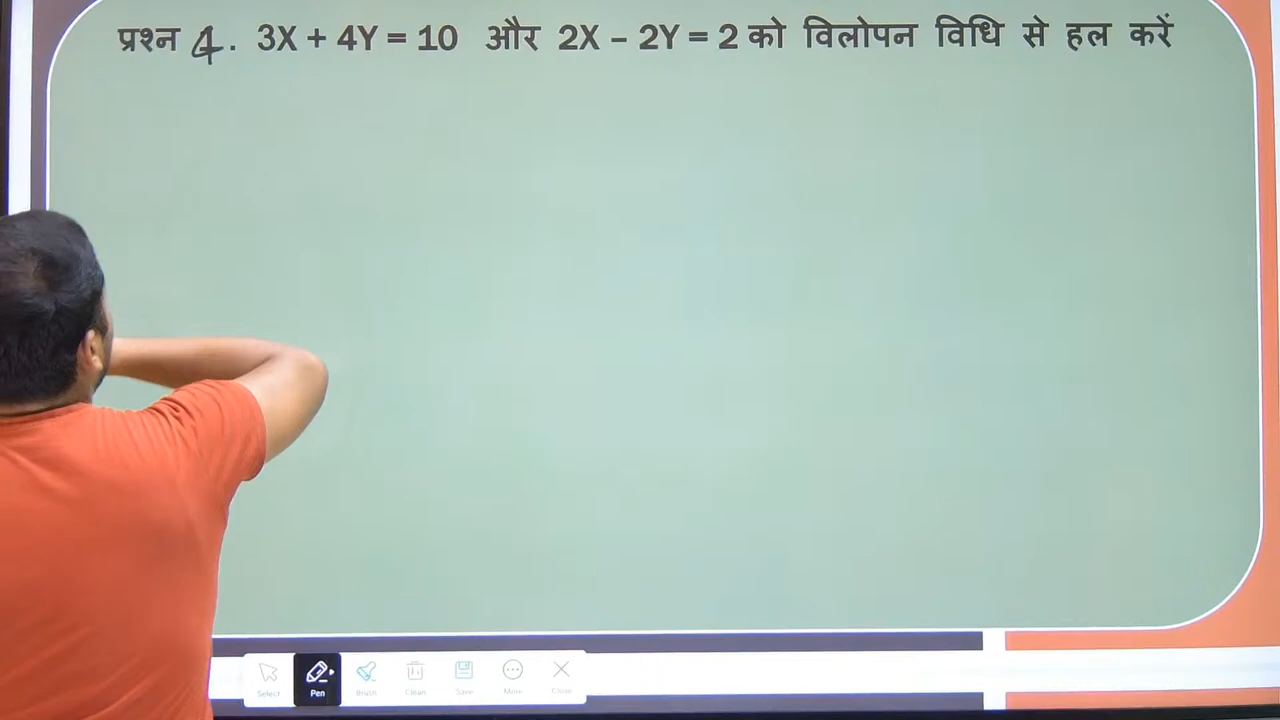 प्रश्न 4. 3X + 4Y = 10 और 2X – 2Y = 2 को विलोपन विधि से हल करें
Select Pen Brush Clean Save More Close